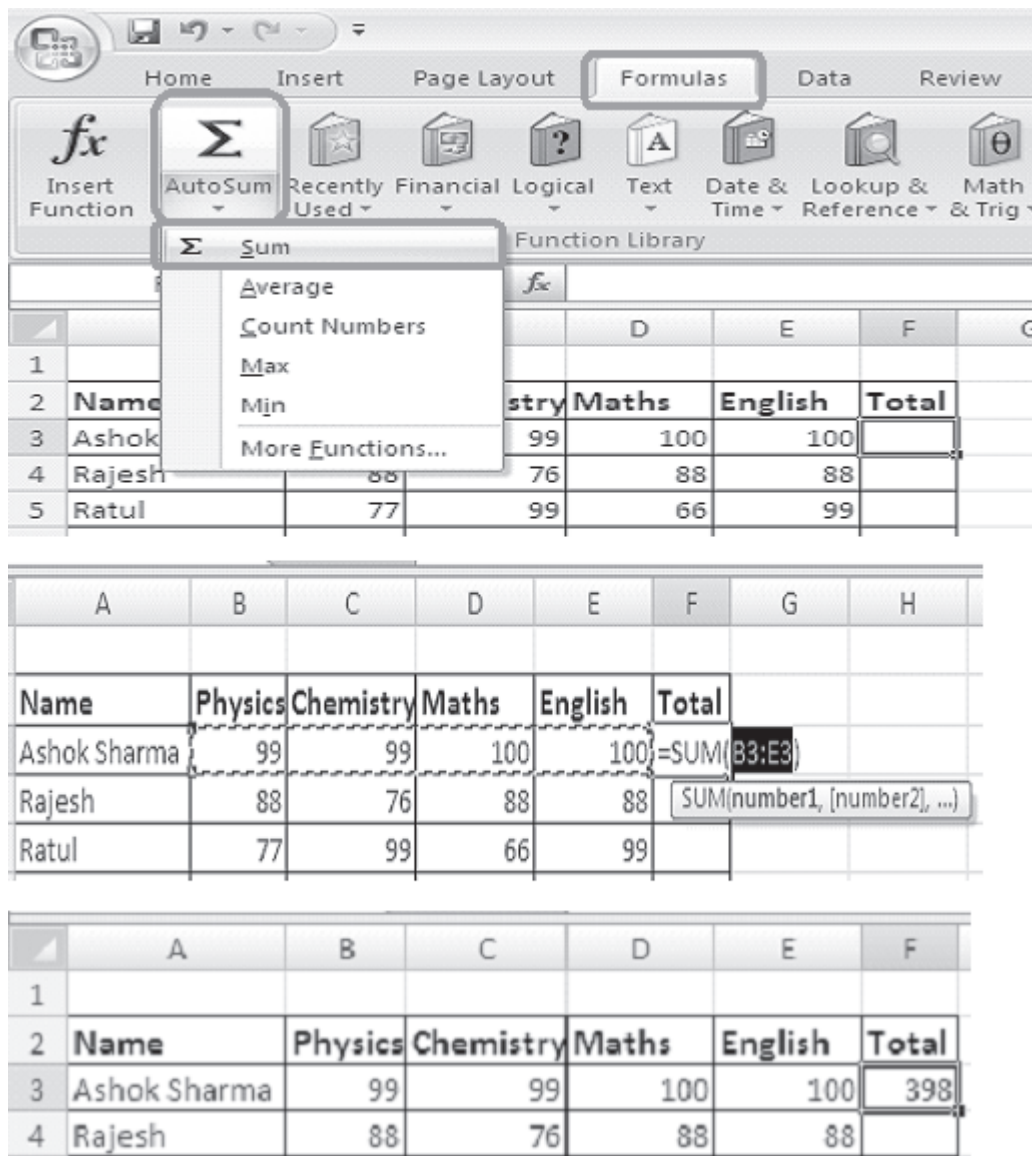 Home Insert Page Layout Formulas Data Review
fx Σ ? A θ
Insert Function AutoSum Recently Used Financial Logical Text Date & Time Lookup & Reference Math & Trig
Function Library
Σ Sum
Average
Count Numbers
Max
Min
More Functions...
fx
D E F
1
2 Name stry Maths English Total
3 Ashok 99 100 100
4 Rajesh 88 76 88 88
5 Ratul 77 99 66 99
A B C D E F G H
Name Physics Chemistry Maths English Total
Ashok Sharma 99 99 100 100 =SUM(B3:E3)
Rajesh 88 76 88 88 SUM(number1, [number2], ...)
Ratul 77 99 66 99
A B C D E F
1
2 Name Physics Chemistry Maths English Total
3 Ashok Sharma 99 99 100 100 398
4 Rajesh 88 76 88 88